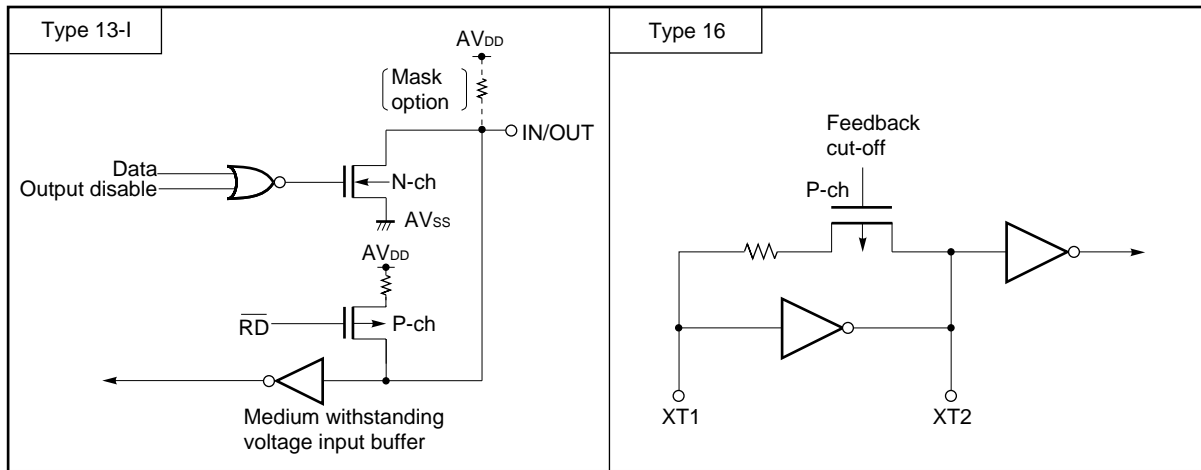 Type 13-I
AVDD
Mask
option
IN/OUT
Data
Output disable
N-ch
AVSS
AVDD
RD
P-ch
Medium withstanding
voltage input buffer
Type 16
Feedback
cut-off
P-ch
XT1
XT2